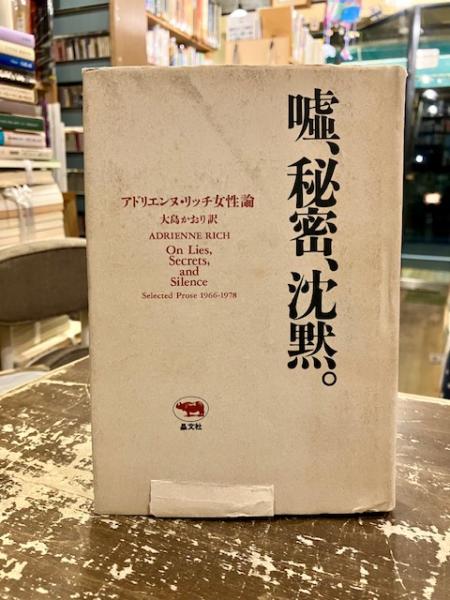 嘘、秘密、沈黙。
アドリエンヌ・リッチ女性論
大島かおり訳
ADRIENNE RICH
On Lies,
Secrets,
and
Silence
Selected Prose 1966-1978
晶文社